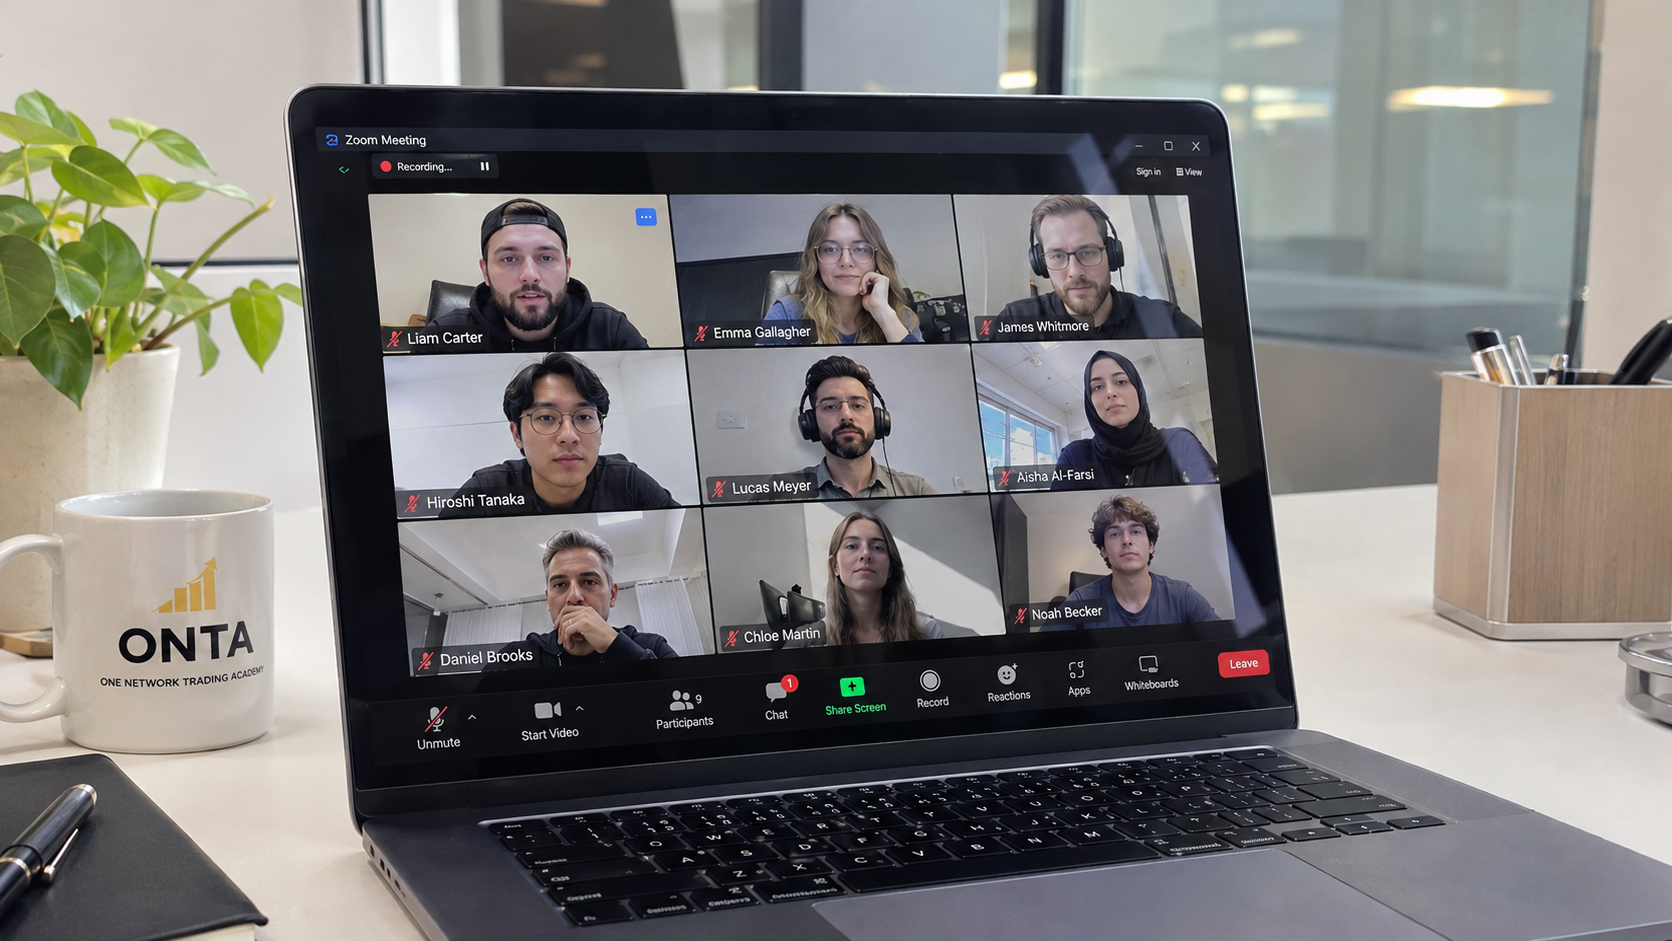 Zoom Meeting
Recording...
Sign in
View
Liam Carter
Emma Gallagher
James Whitmore
Hiroshi Tanaka
Lucas Meyer
Aisha Al-Farsi
Daniel Brooks
Chloe Martin
Noah Becker
Unmute
Start Video
Participants
9
Chat
1
Share Screen
Record
Reactions
Apps
Whiteboards
Leave
ONTA
ONE NETWORK TRADING ACADEMY